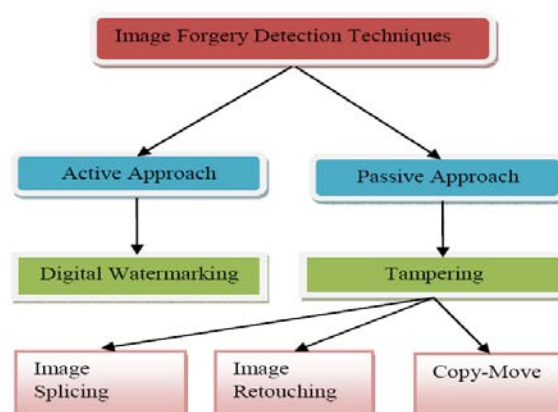 Image Forgery Detection Techniques
Active Approach
Passive Approach
Digital Watermarking
Tampering
Image
Splicing
Image
Retouching
Copy-Move